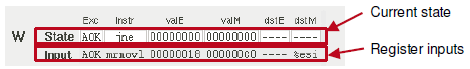 Exc Instr valE valM dstE dstM
Current state
W State AOK jne 00000000 00000000 ---- ----
Input AOK mrmovl 00000018 000000c0 ---- %esi
Register inputs